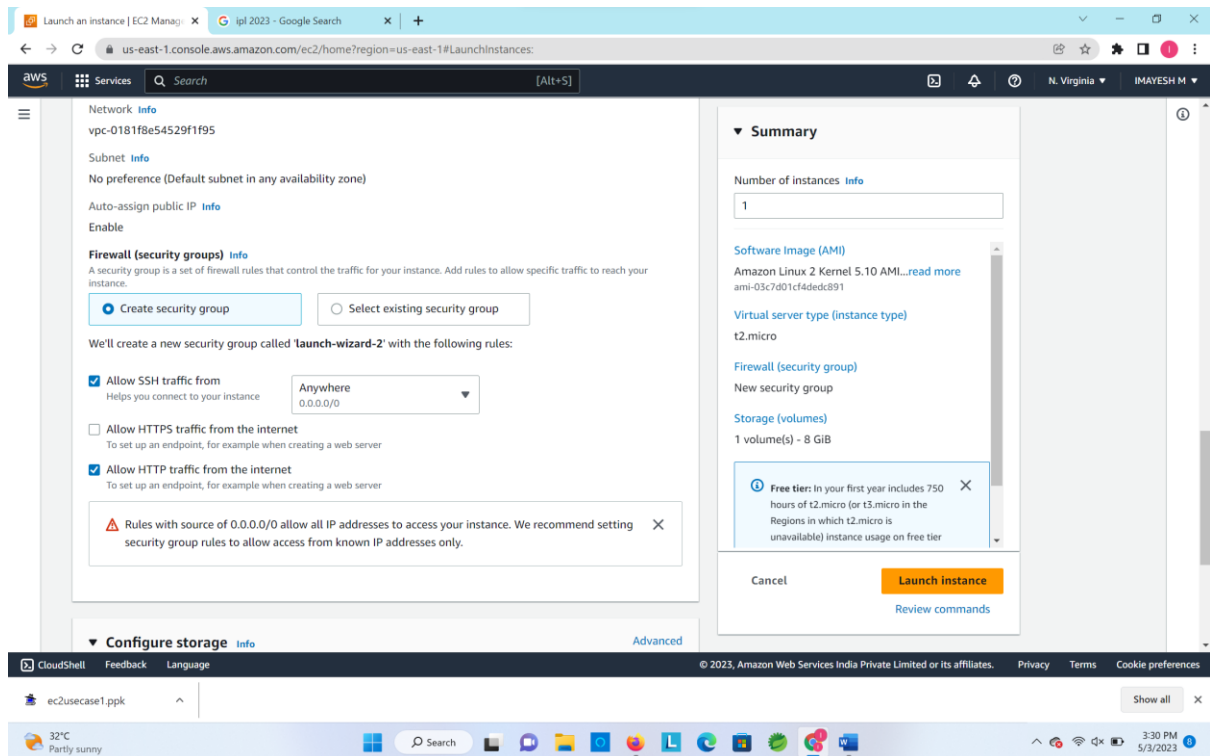 Launch an instance | EC2 Manag
ipl 2023 - Google Search
us-east-1.console.aws.amazon.com/ec2/home?region=us-east-1#LaunchInstances:
aws
Services
Search
[Alt+S]
N. Virginia
IMAYESH M
Network Info
vpc-0181f8e54529f1f95
Subnet Info
No preference (Default subnet in any availability zone)
Auto-assign public IP Info
Enable
Firewall (security groups) Info
A security group is a set of firewall rules that control the traffic for your instance. Add rules to allow specific traffic to reach your
instance.
Create security group
Select existing security group
We'll create a new security group called 'launch-wizard-2' with the following rules:
Allow SSH traffic from
Helps you connect to your instance
Anywhere
0.0.0.0/0
Allow HTTPS traffic from the internet
To set up an endpoint, for example when creating a web server
Allow HTTP traffic from the internet
To set up an endpoint, for example when creating a web server
Rules with source of 0.0.0.0/0 allow all IP addresses to access your instance. We recommend setting
security group rules to allow access from known IP addresses only.
Configure storage Info
Advanced
Summary
Number of instances Info
1
Software Image (AMI)
Amazon Linux 2 Kernel 5.10 AMI...read more
ami-03c7d01cf4dedc891
Virtual server type (instance type)
t2.micro
Firewall (security group)
New security group
Storage (volumes)
1 volume(s) - 8 GiB
Free tier: In your first year includes 750
hours of t2.micro (or t3.micro in the
Regions in which t2.micro is
unavailable) instance usage on free tier
Cancel
Launch instance
Review commands
CloudShell
Feedback
Language
© 2023, Amazon Web Services India Private Limited or its affiliates.
Privacy
Terms
Cookie preferences
ec2usecase1.ppk
Show all
32°C
Partly sunny
Search
3:30 PM
5/3/2023
8